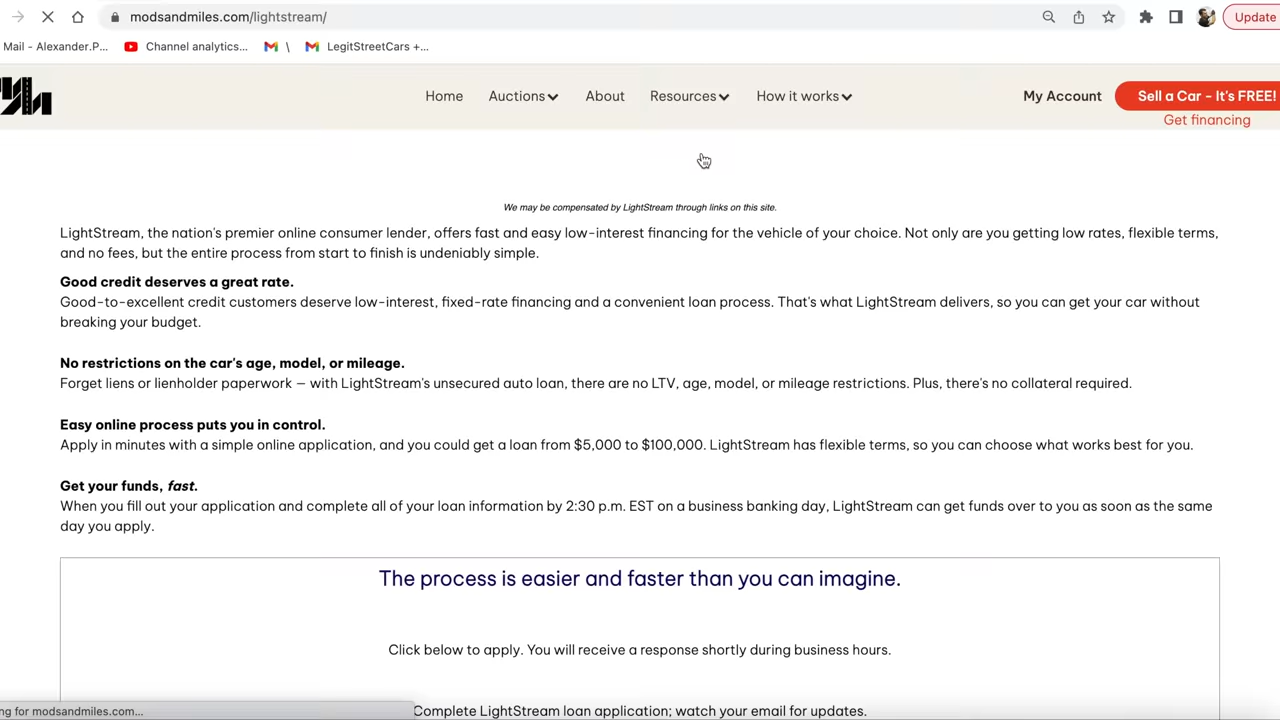 modsandmiles.com/lightstream/
Update
Mail - Alexander.P... Channel analytics... \ LegitStreetCars +...
Home Auctions About Resources How it works My Account Sell a Car - It's FREE!
Get financing
We may be compensated by LightStream through links on this site.
LightStream, the nation's premier online consumer lender, offers fast and easy low-interest financing for the vehicle of your choice. Not only are you getting low rates, flexible terms,
and no fees, but the entire process from start to finish is undeniably simple.
Good credit deserves a great rate.
Good-to-excellent credit customers deserve low-interest, fixed-rate financing and a convenient loan process. That's what LightStream delivers, so you can get your car without
breaking your budget.
No restrictions on the car's age, model, or mileage.
Forget liens or lienholder paperwork — with LightStream's unsecured auto loan, there are no LTV, age, model, or mileage restrictions. Plus, there's no collateral required.
Easy online process puts you in control.
Apply in minutes with a simple online application, and you could get a loan from $5,000 to $100,000. LightStream has flexible terms, so you can choose what works best for you.
Get your funds, fast.
When you fill out your application and complete all of your loan information by 2:30 p.m. EST on a business banking day, LightStream can get funds over to you as soon as the same
day you apply.
The process is easier and faster than you can imagine.
Click below to apply. You will receive a response shortly during business hours.
Complete LightStream loan application; watch your email for updates.
ng for modsandmiles.com...